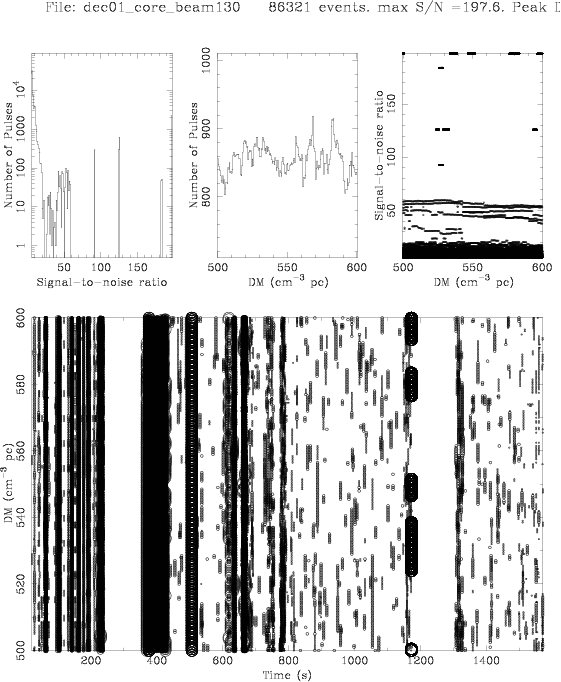 File: dec01_core_beam130 86321 events. max S/N =197.6. Peak D
Number of Pulses
1 10 100 1000 10^4
50 100 150
Signal-to-noise ratio
Number of Pulses
800 900 1000
500 550 600
DM (cm^-3 pc)
Signal-to-noise ratio
50 100 150
500 550 600
DM (cm^-3 pc)
DM (cm^-3 pc)
500 520 540 560 580 600
200 400 600 800 1000 1200 1400
Time (s)